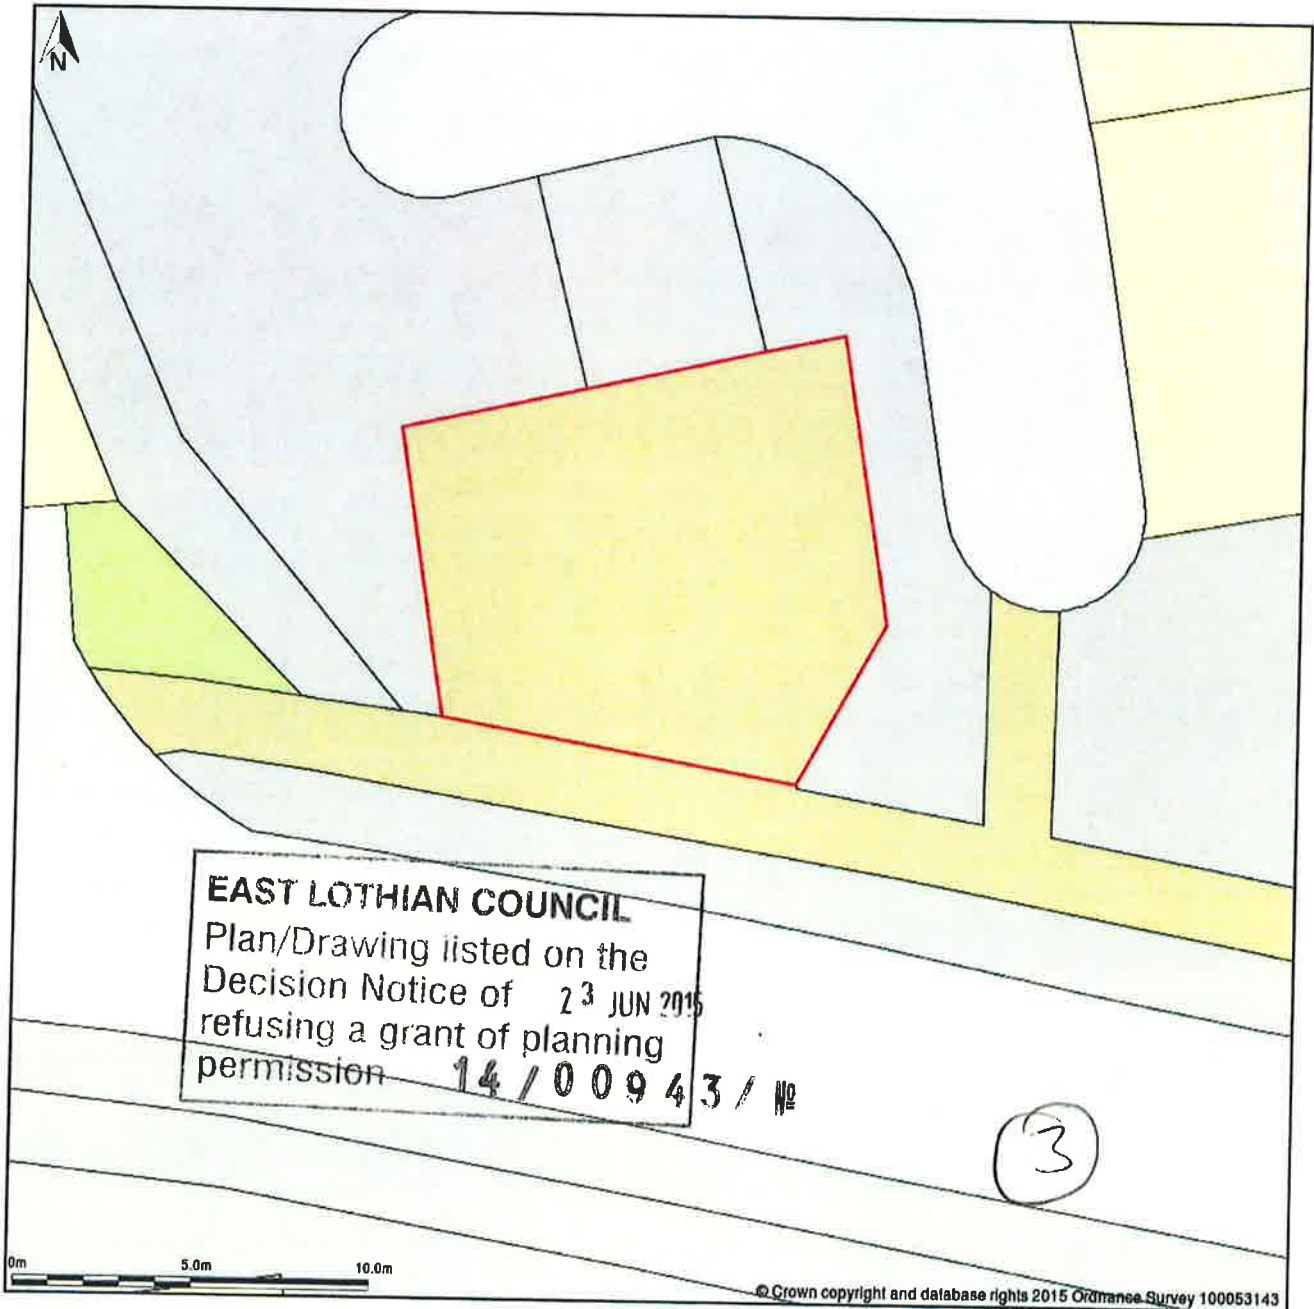 N
EAST LOTHIAN COUNCIL
Plan/Drawing listed on the
Decision Notice of 23 JUN 2015
refusing a grant of planning
permission 14/00943/ №
3
0m 5.0m 10.0m
© Crown copyright and database rights 2015 Ordnance Survey 100053143